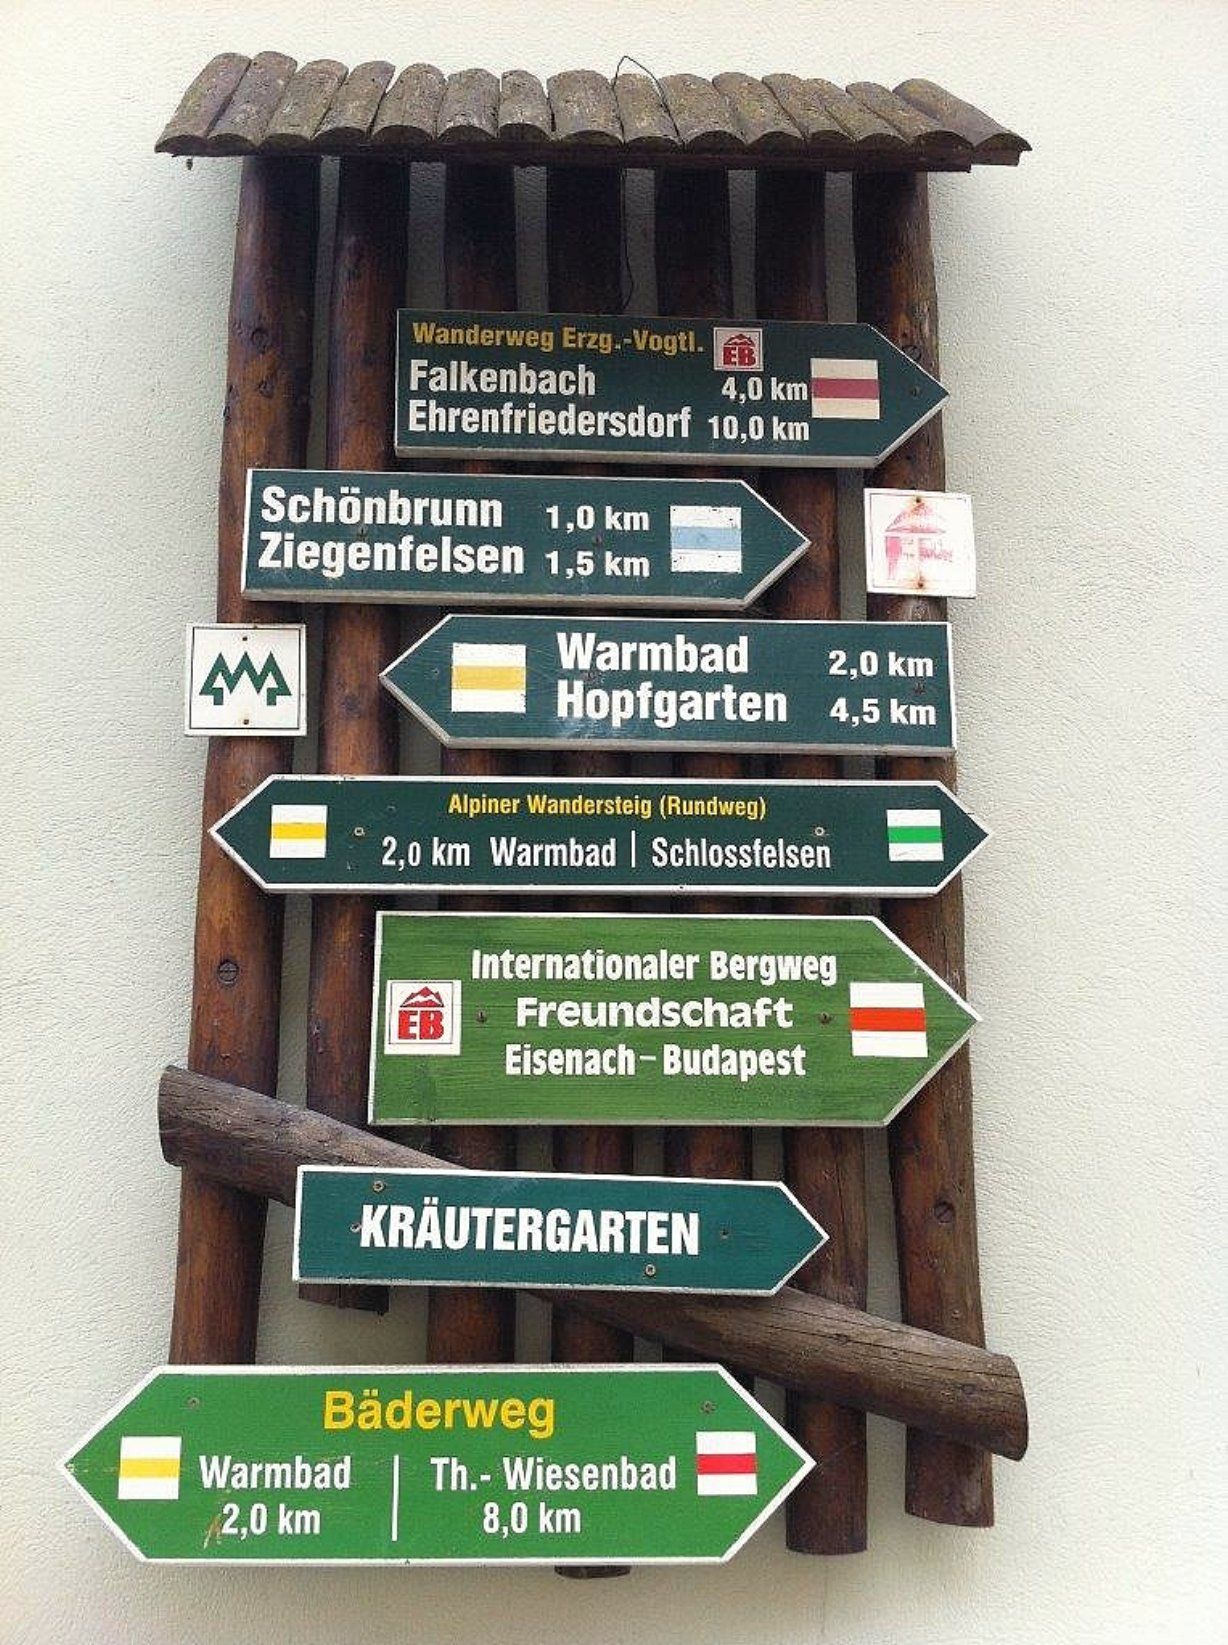 Wanderweg Erzg.-Vogtl. EB
Falkenbach 4,0 km
Ehrenfriedersdorf 10,0 km
Schönbrunn 1,0 km
Ziegenfelsen 1,5 km
Warmbad 2,0 km
Hopfgarten 4,5 km
Alpiner Wandersteig (Rundweg)
2,0 km Warmbad | Schlossfelsen
Internationaler Bergweg
EB Freundschaft
Eisenach – Budapest
KRÄUTERGARTEN
Bäderweg
Warmbad | Th.- Wiesenbad
2,0 km | 8,0 km